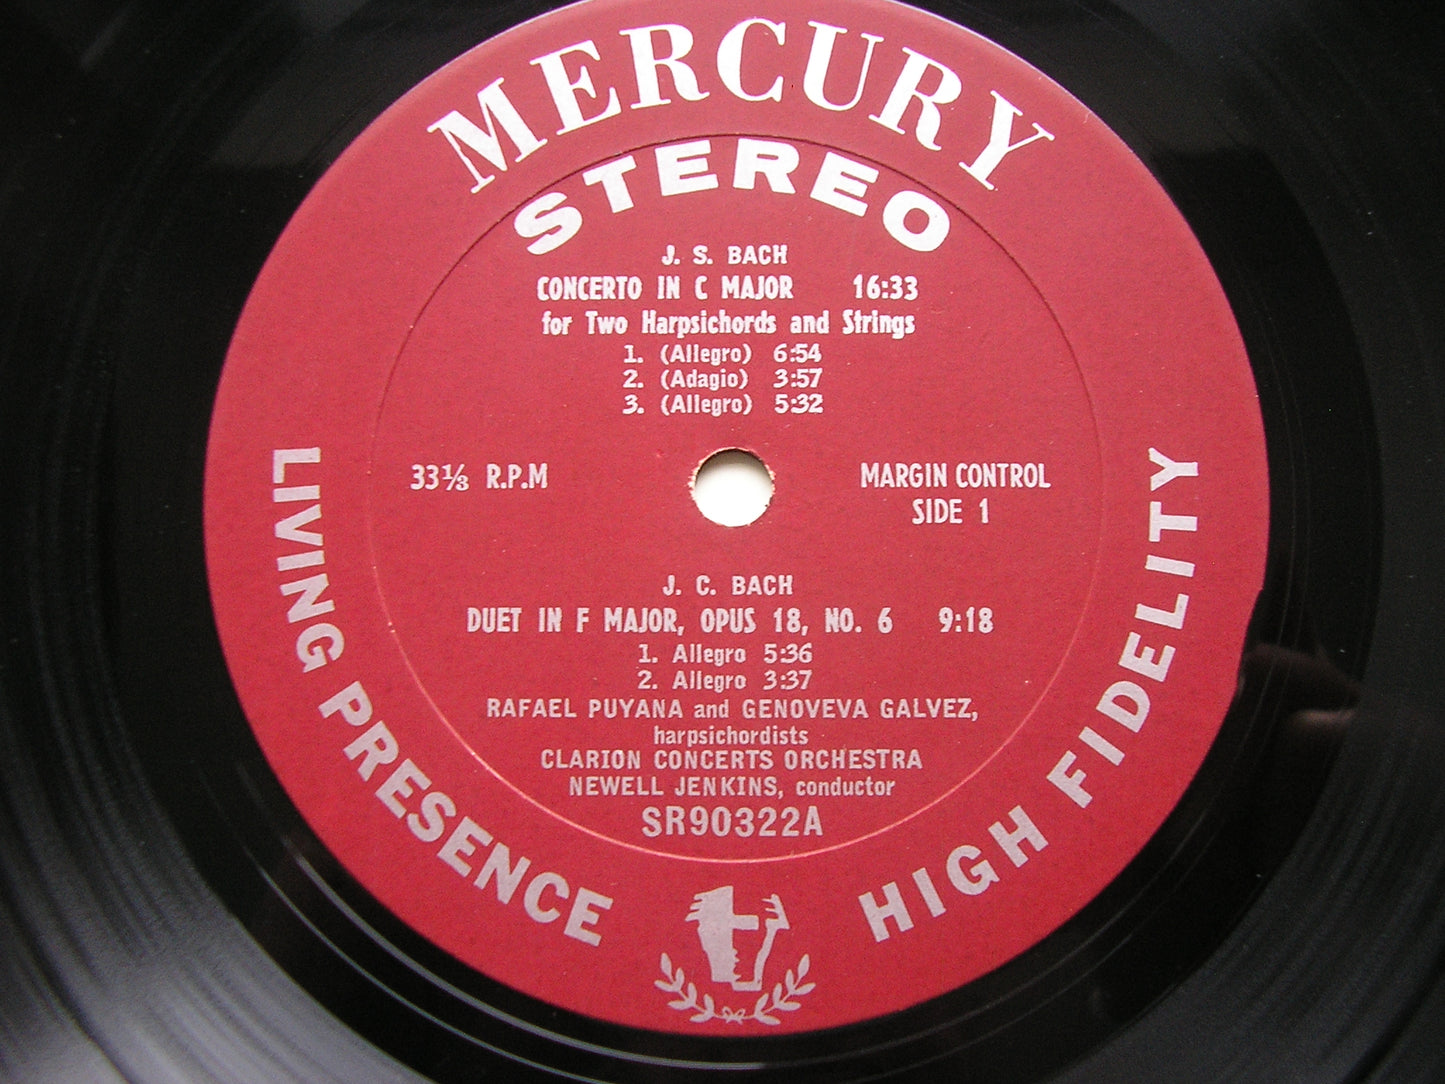 MERCURY
STEREO
J. S. BACH
CONCERTO IN C MAJOR 16:33
for Two Harpsichords and Strings
1. (Allegro) 6:54
2. (Adagio) 3:57
3. (Allegro) 5:32
33⅓ R.P.M
MARGIN CONTROL
SIDE 1
J. C. BACH
DUET IN F MAJOR, OPUS 18, NO. 6 9:18
1. Allegro 5:36
2. Allegro 3:37
RAFAEL PUYANA and GENOVEVA GALVEZ,
harpsichordists
CLARION CONCERTS ORCHESTRA
NEWELL JENKINS, conductor
SR90322A
LIVING PRESENCE
HIGH FIDELITY